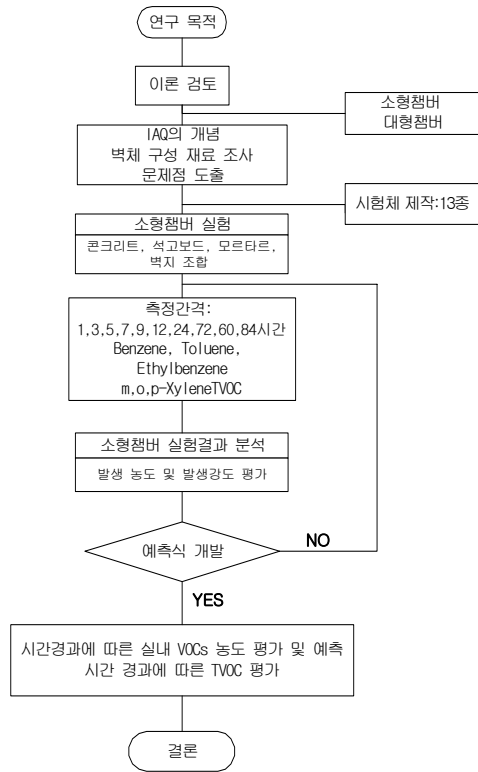 연구 목적
이론 검토
소형챔버
대형챔버
IAQ의 개념
벽체 구성 재료 조사
문제점 도출
시험체 제작:13종
소형챔버 실험
콘크리트, 석고보드, 모르타르,
벽지 조합
측정간격:
1,3,5,7,9,12,24,72,60,84시간
Benzene, Toluene,
Ethylbenzene
m,o,p-XyleneTVOC
소형챔버 실험결과 분석
발생 농도 및 발생강도 평가
예측식 개발
NO
YES
시간경과에 따른 실내 VOCs 농도 평가 및 예측
시간 경과에 따른 TVOC 평가
결론